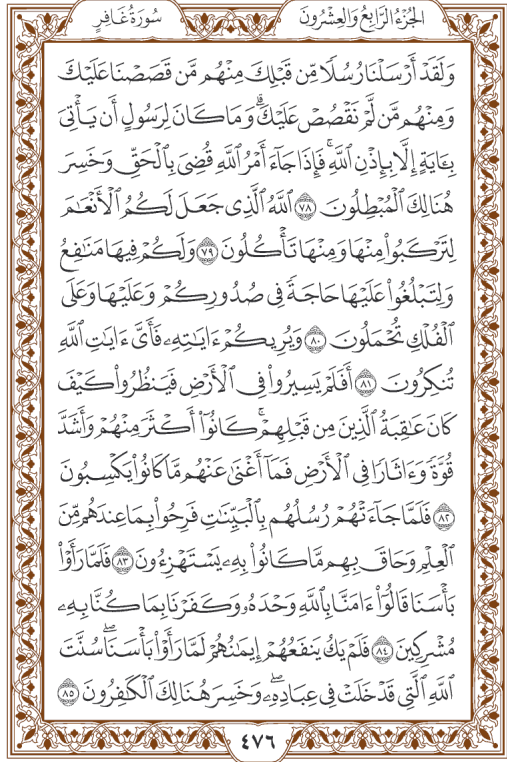 الجُزْءُ الرَّابِعُ وَالعِشْرُونَ سُورَةُ غَافِرٍ
وَلَقَدْ أَرْسَلْنَا رُسُلًا مِّن قَبْلِكَ مِنْهُم مَّن قَصَصْنَا عَلَيْكَ
وَمِنْهُم مَّن لَّمْ نَقْصُصْ عَلَيْكَۗ وَمَا كَانَ لِرَسُولٍ أَن يَأْتِىَ
بِـَٔايَةٍ إِلَّا بِإِذْنِ ٱللَّهِۚ فَإِذَا جَآءَ أَمْرُ ٱللَّهِ قُضِىَ بِٱلْحَقِّ وَخَسِرَ
هُنَالِكَ ٱلْمُبْطِلُونَ ٧٨ ٱللَّهُ ٱلَّذِى جَعَلَ لَكُمُ ٱلْأَنْعَٰمَ
لِتَرْكَبُوا۟ مِنْهَا وَمِنْهَا تَأْكُلُونَ ٧٩ وَلَكُمْ فِيهَا مَنَٰفِعُ
وَلِتَبْلُغُوا۟ عَلَيْهَا حَاجَةً فِى صُدُورِكُمْ وَعَلَيْهَا وَعَلَى
ٱلْفُلْكِ تُحْمَلُونَ ٨٠ وَيُرِيكُمْ ءَايَٰتِهِۦ فَأَىَّ ءَايَٰتِ ٱللَّهِ
تُنكِرُونَ ٨١ أَفَلَمْ يَسِيرُوا۟ فِى ٱلْأَرْضِ فَيَنظُرُوا۟ كَيْفَ
كَانَ عَٰقِبَةُ ٱلَّذِينَ مِن قَبْلِهِمْۚ كَانُوٓا۟ أَكْثَرَ مِنْهُمْ وَأَشَدَّ
قُوَّةً وَءَاثَارًا فِى ٱلْأَرْضِ فَمَآ أَغْنَىٰ عَنْهُم مَّا كَانُوا۟ يَكْسِبُونَ
٨٢ فَلَمَّا جَآءَتْهُمْ رُسُلُهُم بِٱلْبَيِّنَٰتِ فَرِحُوا۟ بِمَا عِندَهُم مِّنَ
ٱلْعِلْمِ وَحَاقَ بِهِم مَّا كَانُوا۟ بِهِۦ يَسْتَهْزِءُونَ ٨٣ فَلَمَّا رَأَوْا۟
بَأْسَنَا قَالُوٓا۟ ءَامَنَّا بِٱللَّهِ وَحْدَهُۥ وَكَفَرْنَا بِمَا كُنَّا بِهِۦ
مُشْرِكِينَ ٨٤ فَلَمْ يَكُ يَنفَعُهُمْ إِيمَٰنُهُمْ لَمَّا رَأَوْا۟ بَأْسَنَاۖ سُنَّتَ
ٱللَّهِ ٱلَّتِى قَدْ خَلَتْ فِى عِبَادِهِۦۖ وَخَسِرَ هُنَالِكَ ٱلْكَٰفِرُونَ ٨٥
٤٧٦